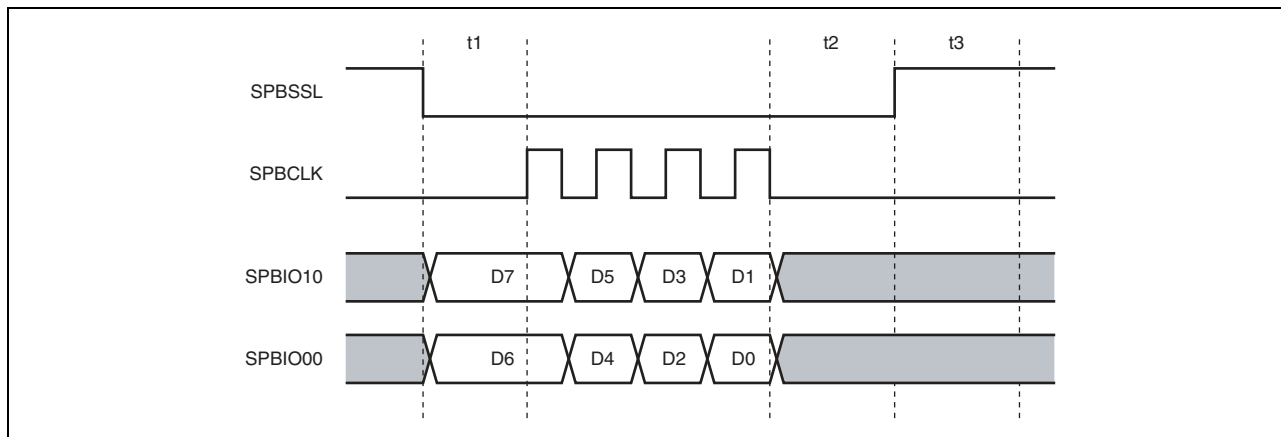 t1 t2 t3
SPBSSL
SPBCLK
SPBIO10 D7 D5 D3 D1
SPBIO00 D6 D4 D2 D0